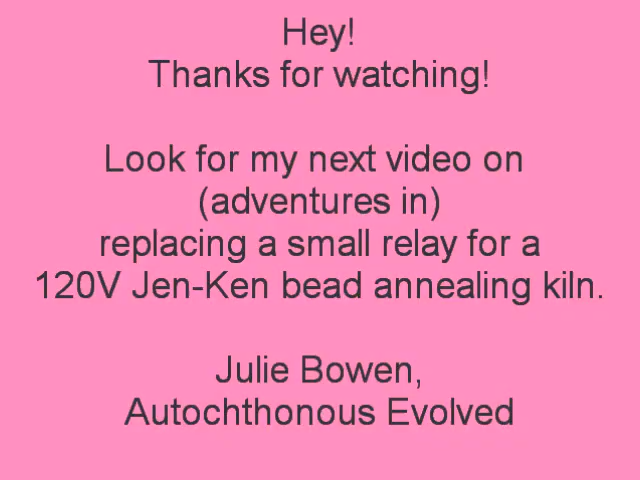 Hey!
Thanks for watching!
Look for my next video on
(adventures in)
replacing a small relay for a
120V Jen-Ken bead annealing kiln.
Julie Bowen,
Autochthonous Evolved